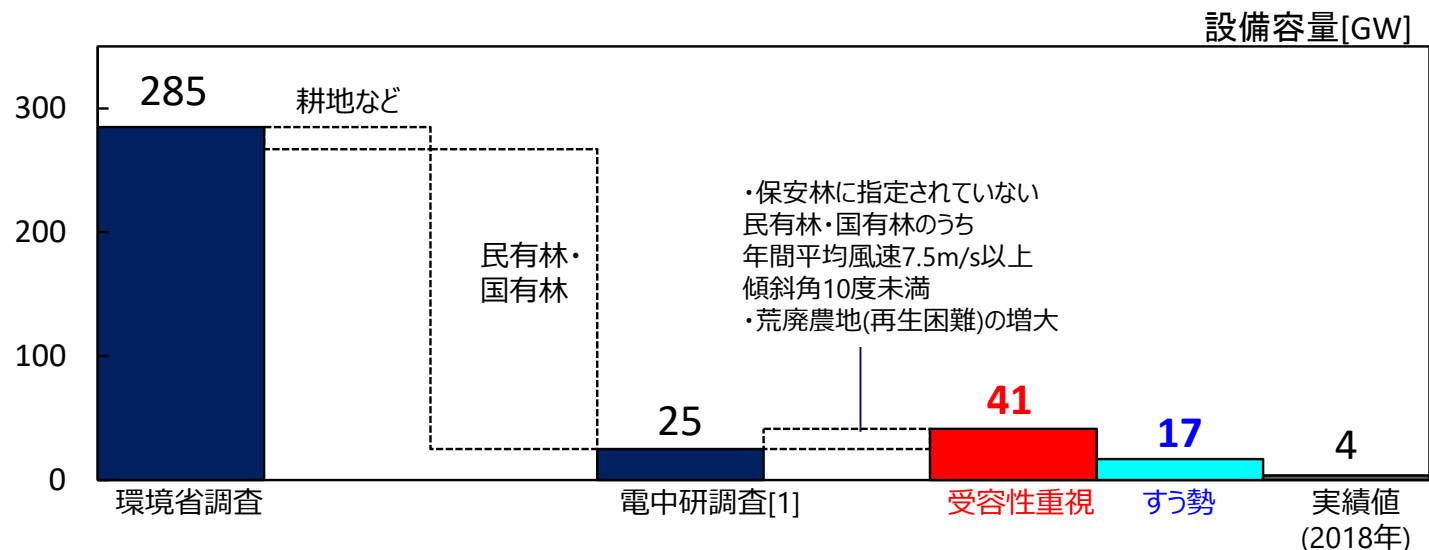 設備容量[GW]
300
200
100
0
285
耕地など
民有林・
国有林
25
・保安林に指定されていない
民有林・国有林のうち
年間平均風速7.5m/s以上
傾斜角10度未満
・荒廃農地(再生困難)の増大
41
17
4
環境省調査
電中研調査[1]
受容性重視
すう勢
実績値
(2018年)